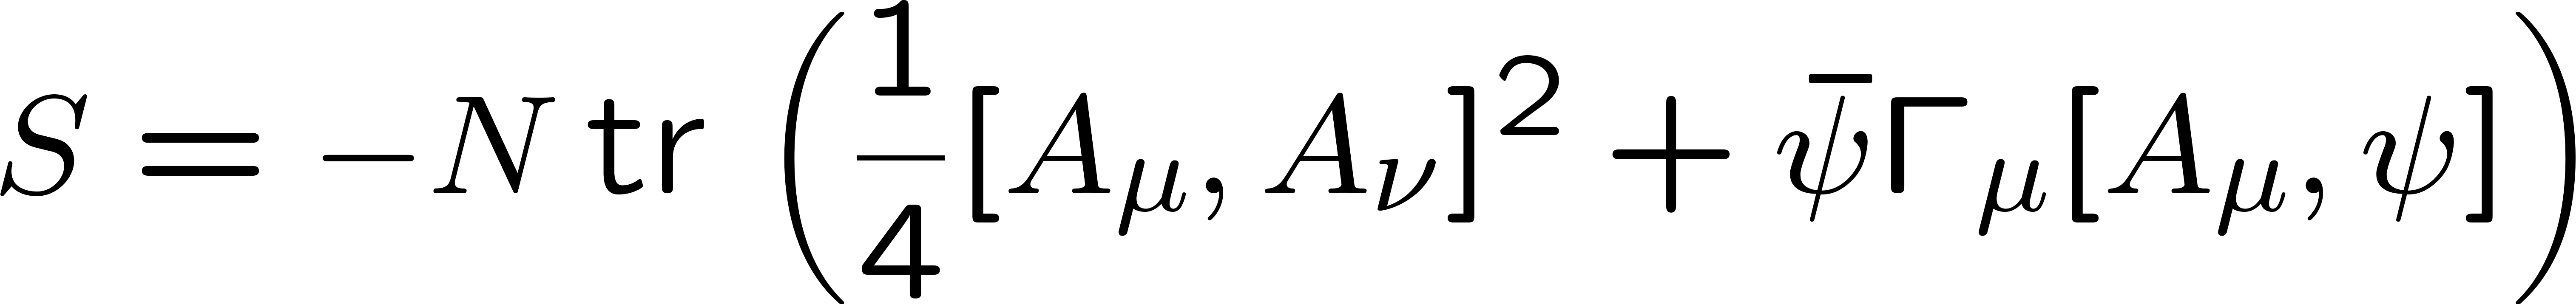 S = −N tr ( 1/4 [A_μ, A_ν]^2 + ψ̄Γ_μ[A_μ, ψ] )